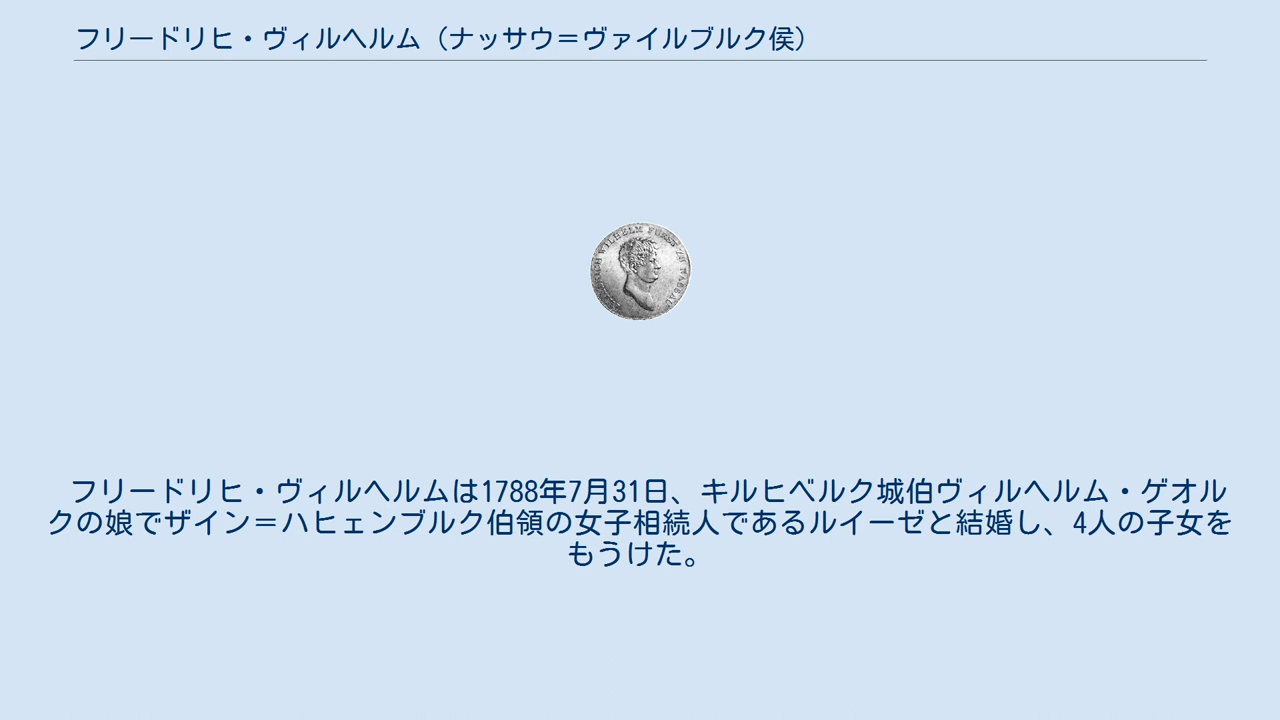 フリードリヒ・ヴィルヘルム（ナッサウ＝ヴァイルブルク侯）
WILHELM
フリードリヒ・ヴィルヘルムは1788年7月31日、キルヒベルク城伯ヴィルヘルム・ゲオル
クの娘でザイン＝ハヒェンブルク伯領の女子相続人であるルイーゼと結婚し、4人の子女を
もうけた。